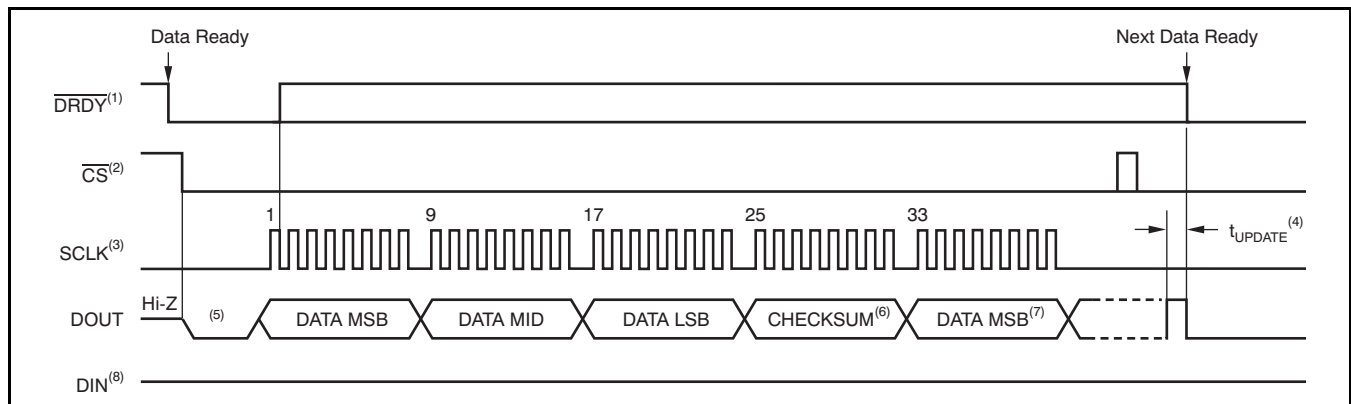 Data Ready
Next Data Ready
DRDY(1)
CS(2)
1 9 17 25 33
SCLK(3)
tUPDATE(4)
Hi-Z
DOUT
(5) DATA MSB DATA MID DATA LSB CHECKSUM(6) DATA MSB(7)
DIN(8)